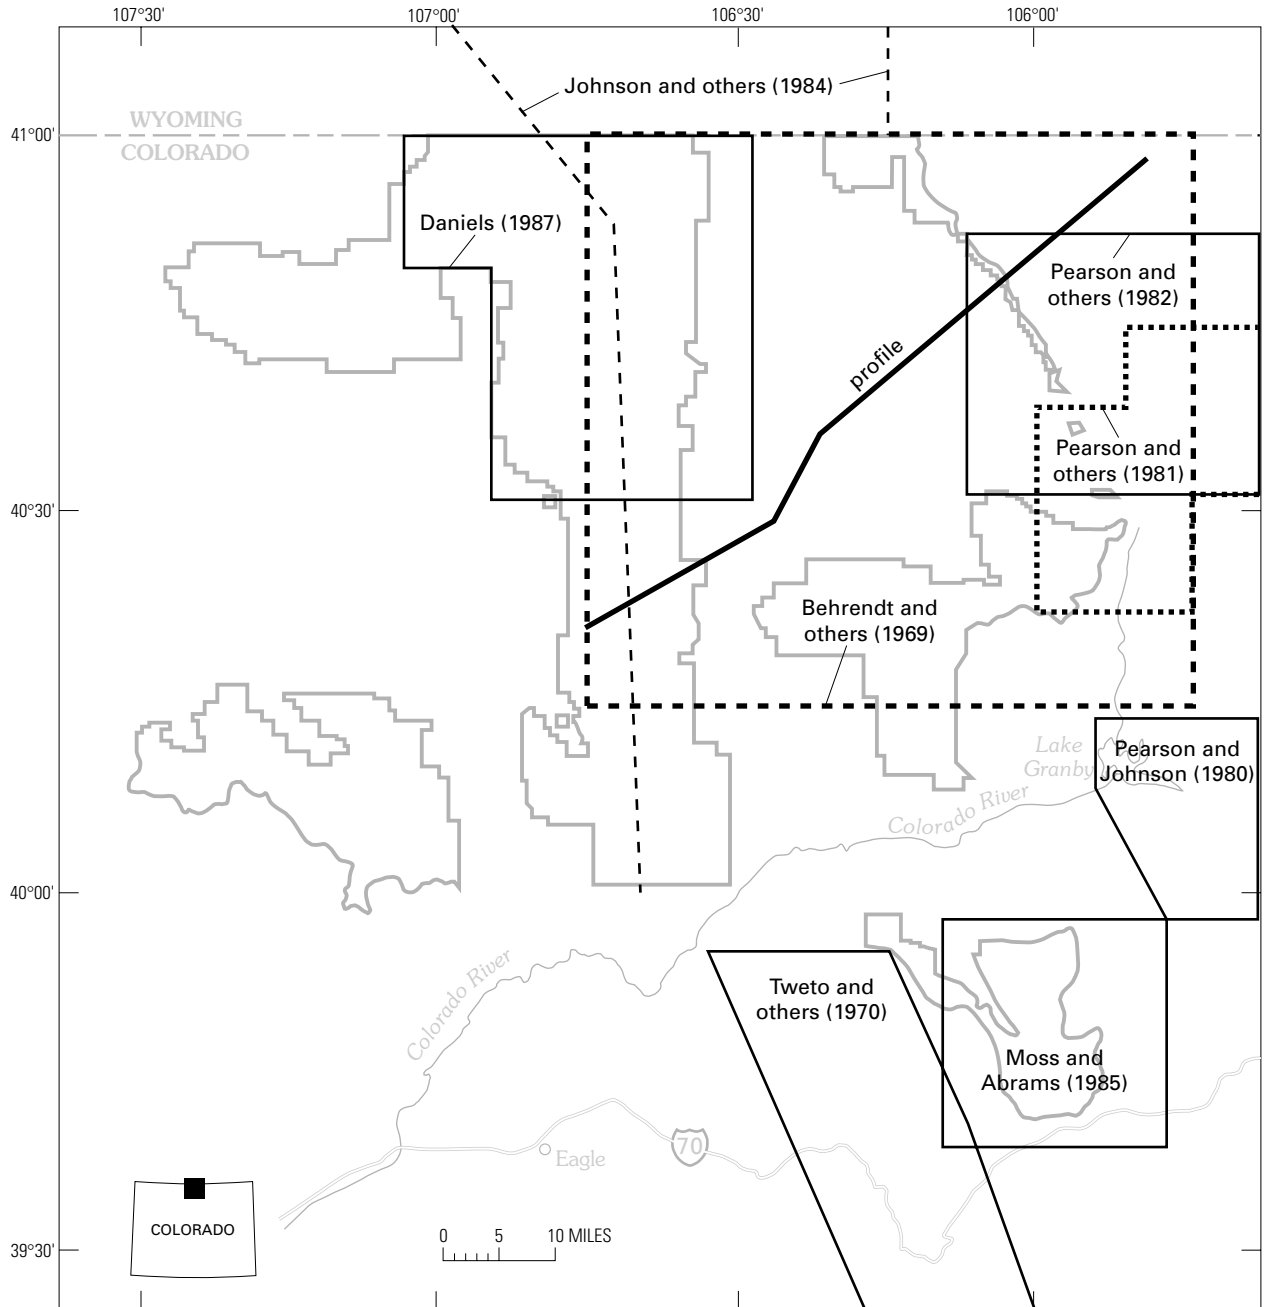 107°30'
107°00'
106°30'
106°00'
Johnson and others (1984)
41°00'
WYOMING
COLORADO
Daniels (1987)
Pearson and
others (1982)
profile
Pearson and
others (1981)
40°30'
Behrendt and
others (1969)
Lake
Granby
Pearson and
Johnson (1980)
Colorado River
40°00'
Colorado River
Tweto and
others (1970)
Moss and
Abrams (1985)
70
Eagle
COLORADO
0 5 10 MILES
39°30'